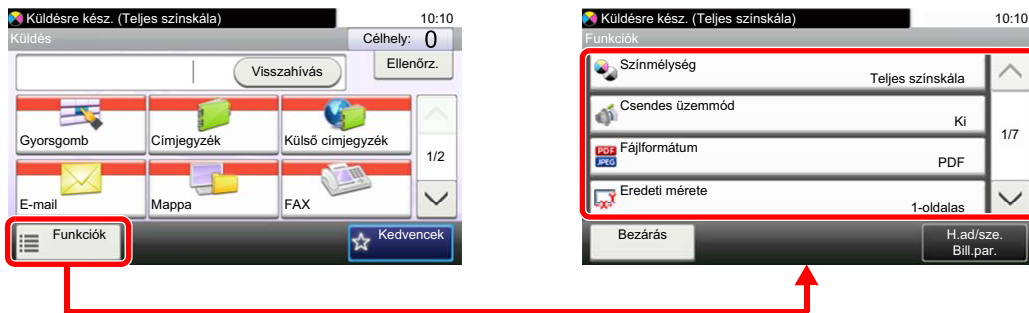 Küldésre kész. (Teljes színskála)
10:10
Küldés
Célhely: 0
Visszahívás
Ellenőrz.
Gyorsgomb
Címjegyzék
Külső címjegyzék
1/2
E-mail
Mappa
FAX
Funkciók
Kedvencek
Küldésre kész. (Teljes színskála)
10:10
Funkciók
Színmélység
Teljes színskála
Csendes üzemmód
Ki
1/7
PDF
JPEG
Fájlformátum
PDF
Eredeti mérete
1-oldalas
Bezárás
H.ad/sze.
Bill.par.